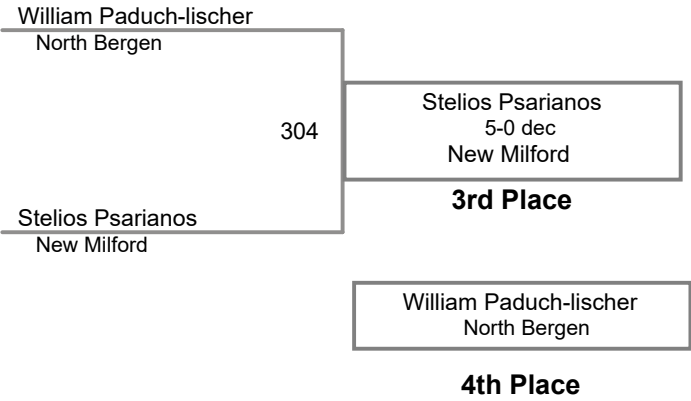 William Paduch-lischer
North Bergen
304
Stelios Psarianos
5-0 dec
New Milford
3rd Place
Stelios Psarianos
New Milford
William Paduch-lischer
North Bergen
4th Place